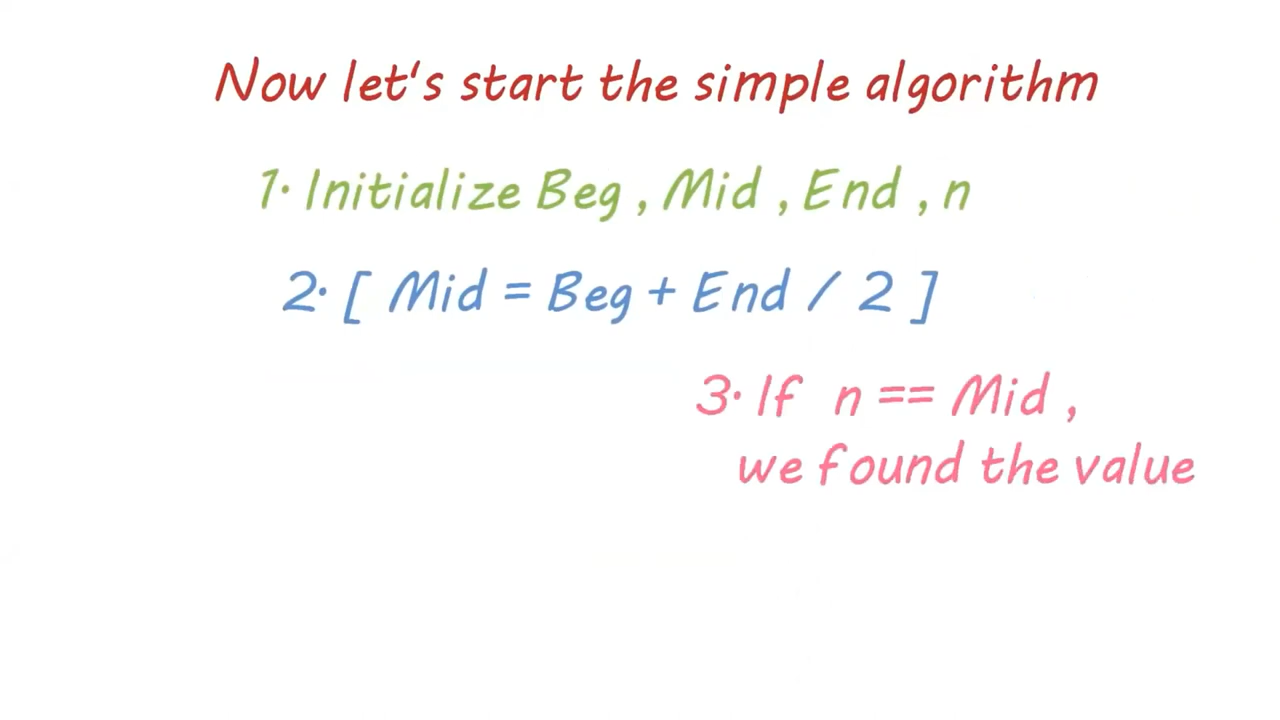 Now let's start the simple algorithm
1. Initialize Beg , Mid , End , n
2. [ Mid = Beg + End / 2 ]
3. If n == Mid ,
we found the value